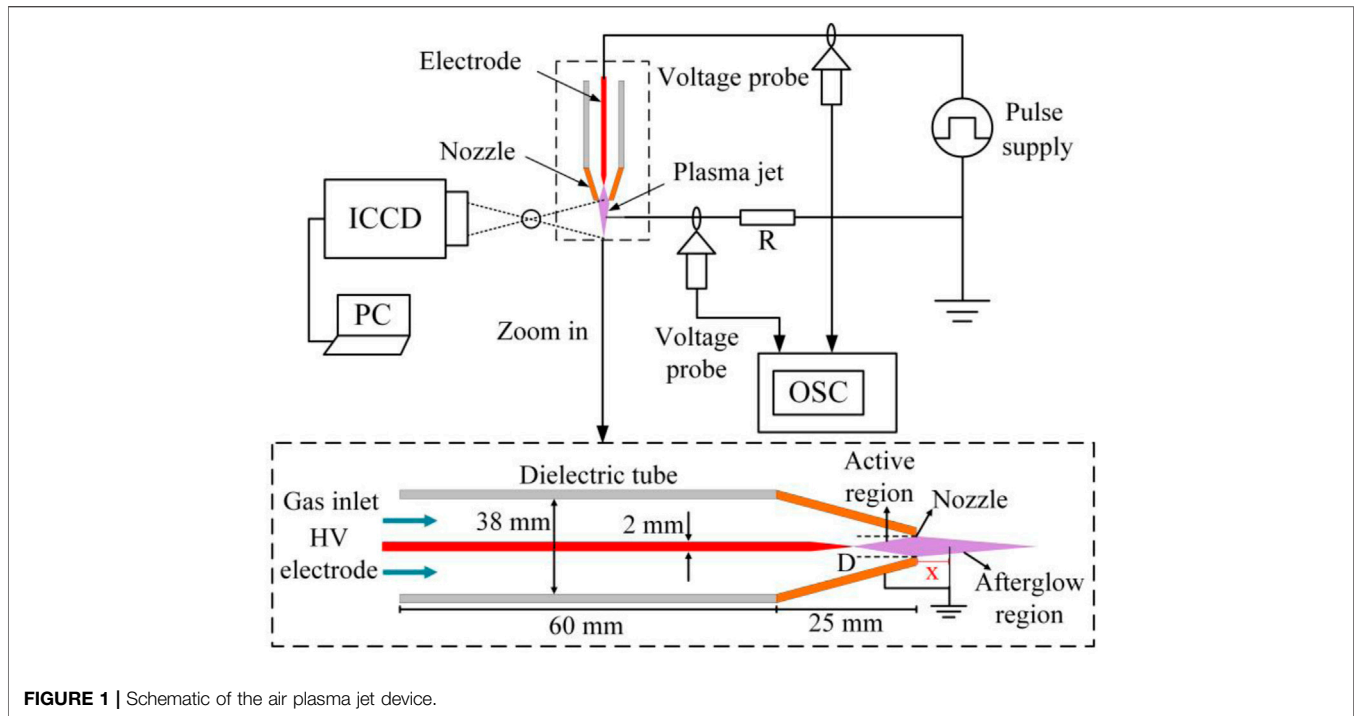 Electrode
Voltage probe
Pulse
supply
Nozzle
Plasma jet
ICCD
R
PC
Zoom in
Voltage
probe
OSC
Dielectric tube
Active
region
Nozzle
Gas inlet
38 mm
2 mm
HV
electrode
D
x
Afterglow
region
60 mm
25 mm
FIGURE 1 | Schematic of the air plasma jet device.